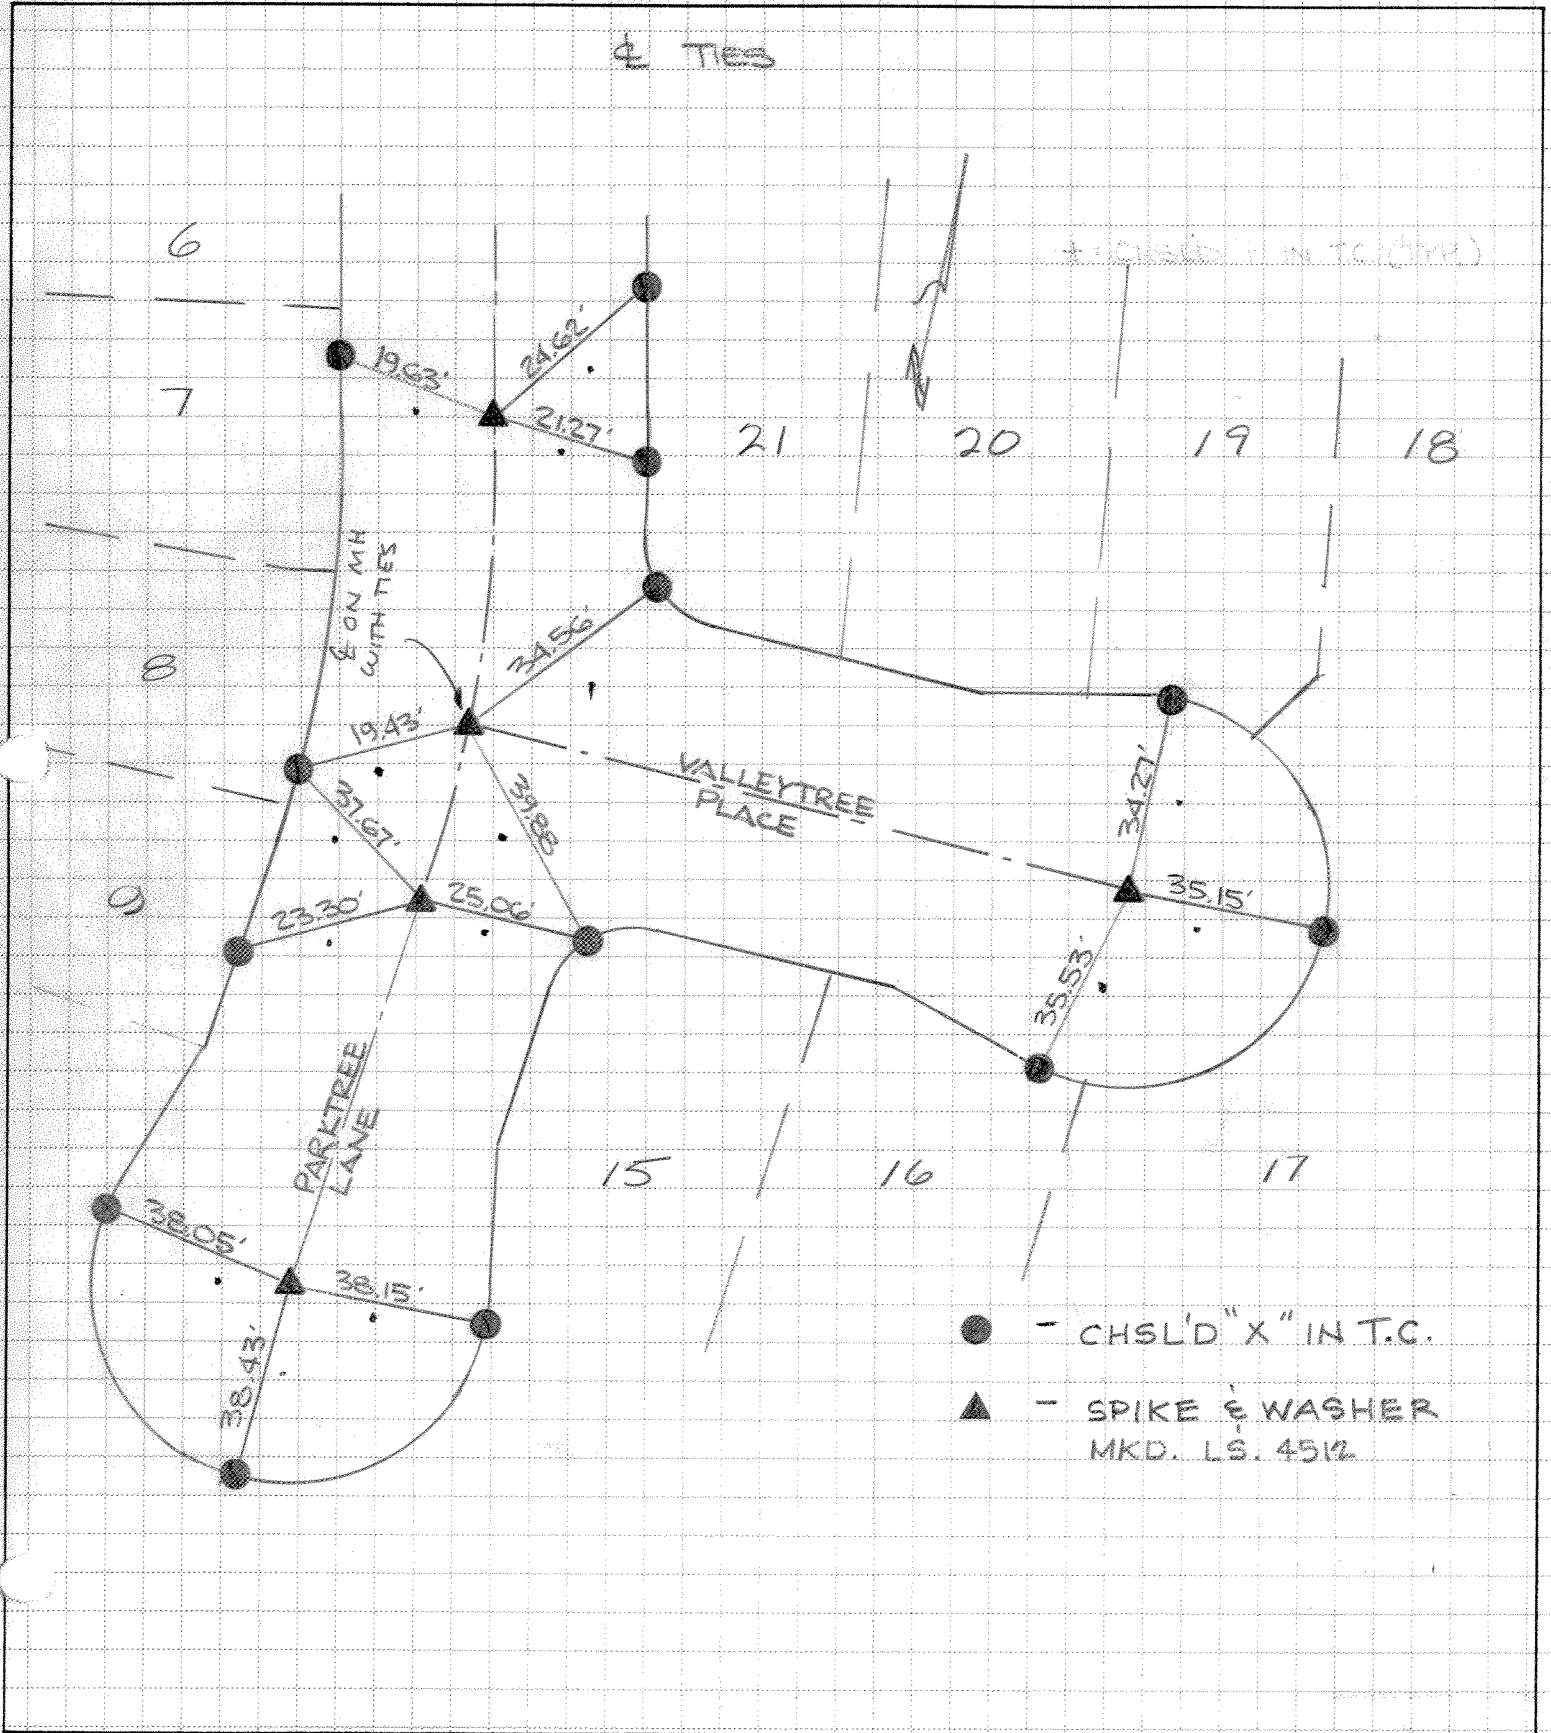 ℄ TIES
6
7
8
9
21
20
19
18
N
19.63'
24.62'
21.27'
℄ ON MH
WITH TIES
34.56'
19.43'
37.67'
39.88
23.30'
25.06'
VALLEYTREE
PLACE
34.27'
35.15'
35.53'
PARKTREE
LANE
15
16
17
38.05'
38.15'
38.43'
- CHSL'D "X" IN T.C.
- SPIKE & WASHER
MKD. LS. 4512